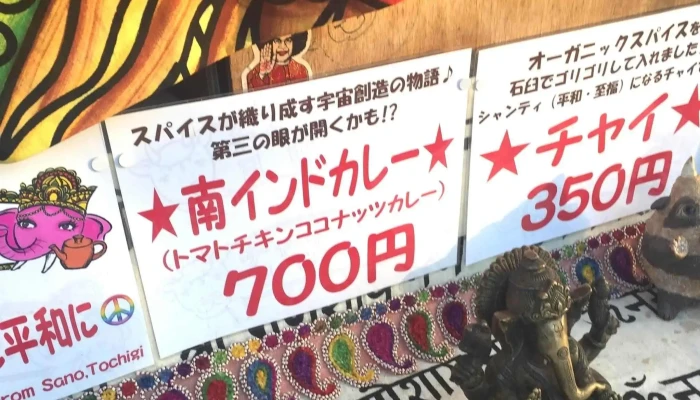 スパイスが織り成す宇宙創造の物語♪
第三の眼が開くかも!?
★南インドカレー★
(トマトチキンココナッツカレー)
700円
オーガニックスパイスを
石臼でゴリゴリして入れました
シャンティ(平和・至福)になるチャイ
★チャイ★
350円
平和に
from Sano,Tochigi